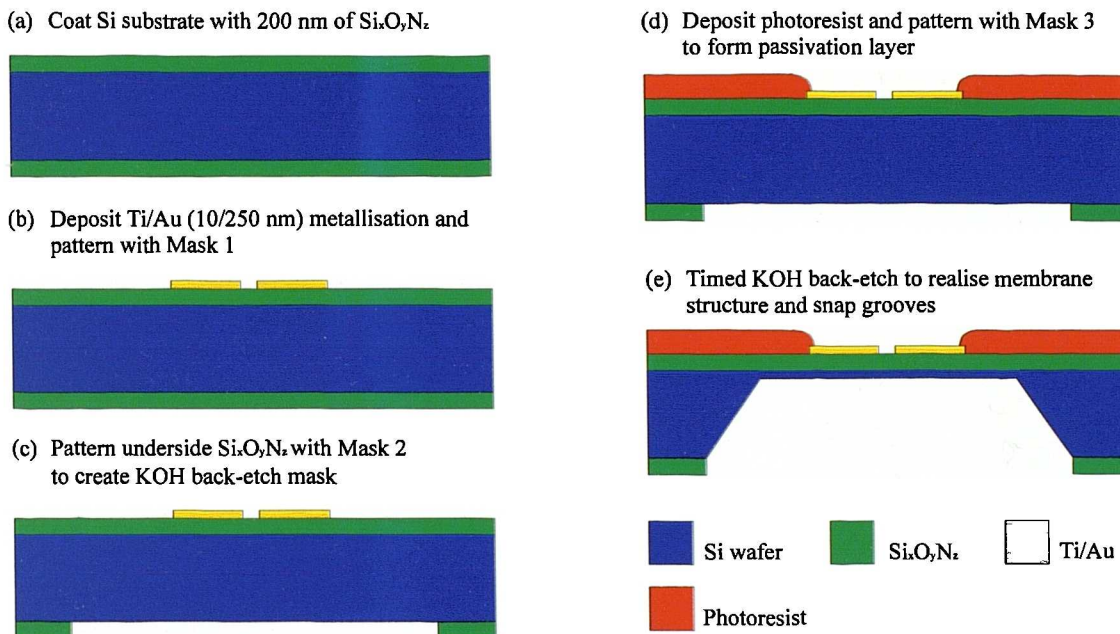 (a) Coat Si substrate with 200 nm of SiₓOᵧN𝓏
(b) Deposit Ti/Au (10/250 nm) metallisation and
pattern with Mask 1
(c) Pattern underside SiₓOᵧN𝓏 with Mask 2
to create KOH back-etch mask
(d) Deposit photoresist and pattern with Mask 3
to form passivation layer
(e) Timed KOH back-etch to realise membrane
structure and snap grooves
Si wafer
SiₓOᵧN𝓏
Ti/Au
Photoresist